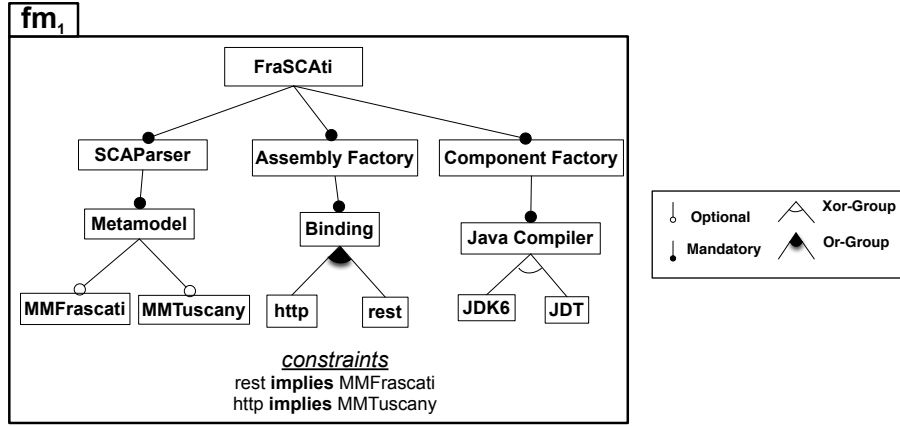 fm1
FraSCAti
SCAParser
Assembly Factory
Component Factory
Metamodel
Binding
Java Compiler
MMFrascati
MMTuscany
http
rest
JDK6
JDT
constraints
rest implies MMFrascati
http implies MMTuscany
Optional
Xor-Group
Mandatory
Or-Group